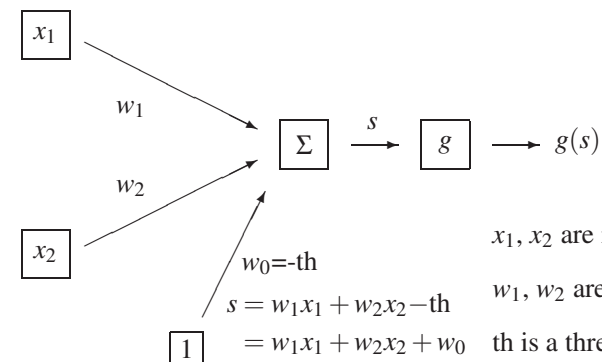 x₁
w₁
s
Σ
g
g(s)
w₂
x₂
x₁, x₂ are
w₀=-th
w₁, w₂ are
s = w₁x₁ + w₂x₂−th
1
= w₁x₁ + w₂x₂ + w₀
th is a thre